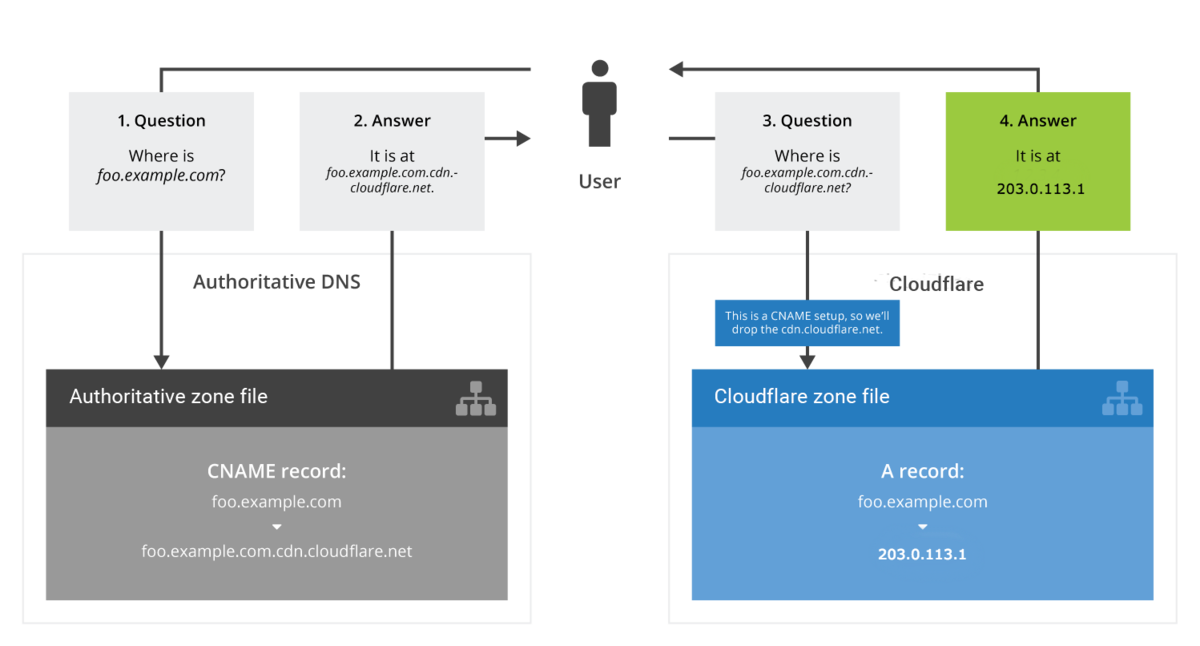 1. Question
Where is
foo.example.com?
2. Answer
It is at
foo.example.com.cdn.-
cloudflare.net.
User
3. Question
Where is
foo.example.com.cdn.-
cloudflare.net?
4. Answer
It is at
203.0.113.1
Authoritative DNS
Authoritative zone file
CNAME record:
foo.example.com
foo.example.com.cdn.cloudflare.net
Cloudflare
This is a CNAME setup, so we'll
drop the cdn.cloudflare.net.
Cloudflare zone file
A record:
foo.example.com
203.0.113.1